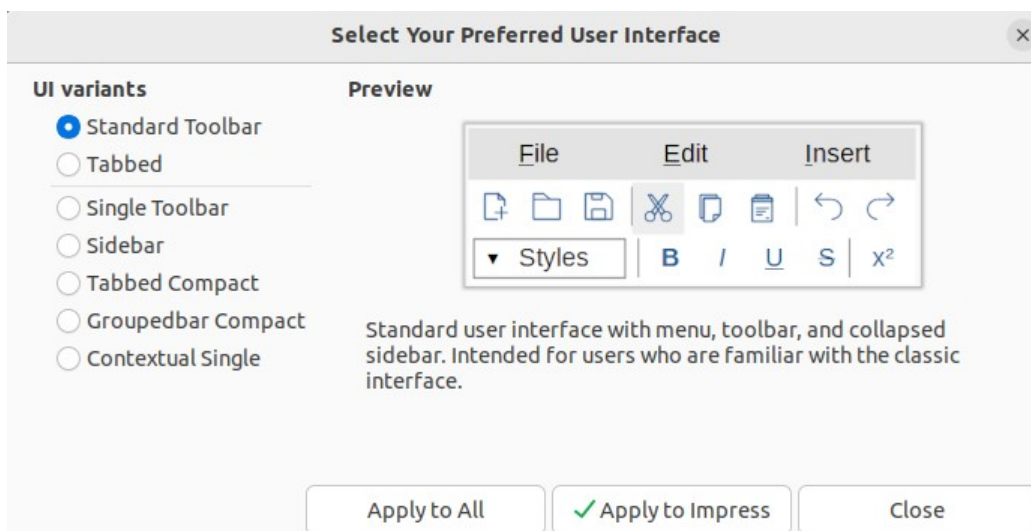 Select Your Preferred User Interface
UI variants
Standard Toolbar
Tabbed
Single Toolbar
Sidebar
Tabbed Compact
Groupedbar Compact
Contextual Single
Preview
File Edit Insert
Styles B I U S x²
Standard user interface with menu, toolbar, and collapsed
sidebar. Intended for users who are familiar with the classic
interface.
Apply to All Apply to Impress Close